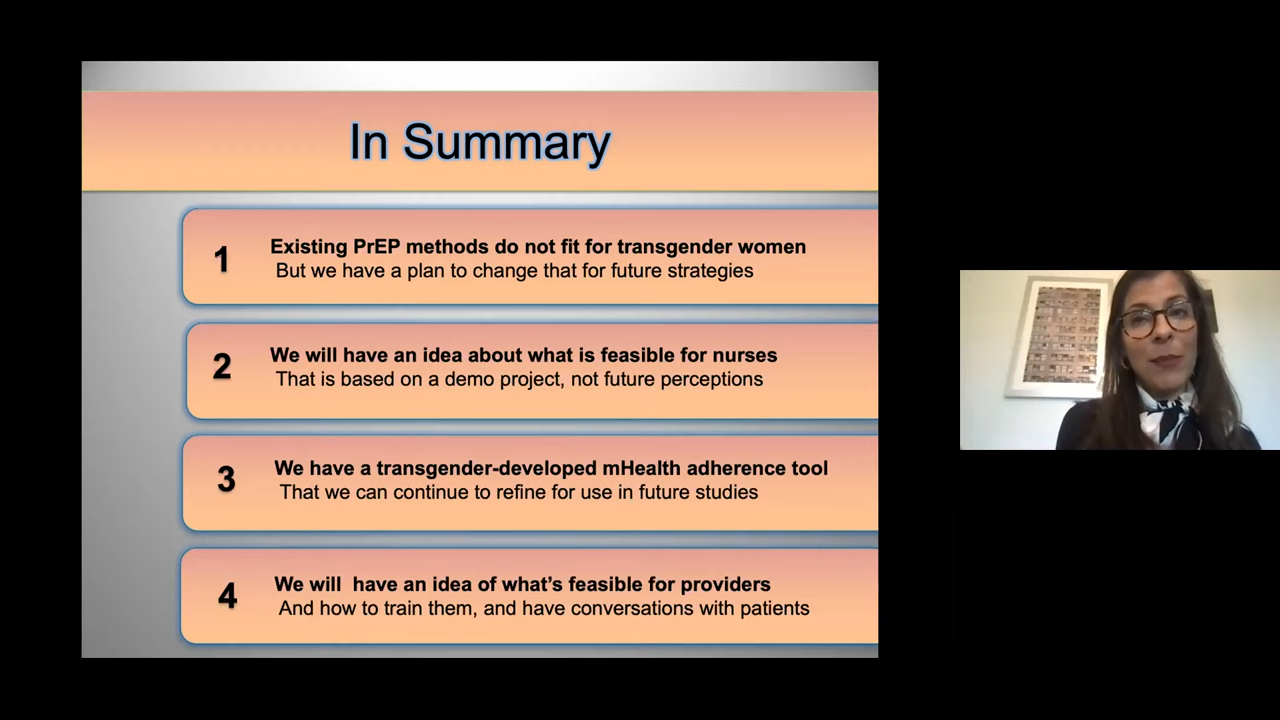 In Summary
1
Existing PrEP methods do not fit for transgender women
But we have a plan to change that for future strategies
2
We will have an idea about what is feasible for nurses
That is based on a demo project, not future perceptions
3
We have a transgender-developed mHealth adherence tool
That we can continue to refine for use in future studies
4
We will  have an idea of what's feasible for providers
And how to train them, and have conversations with patients